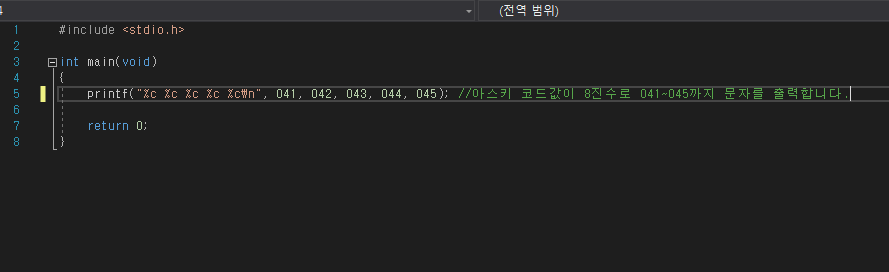 4 (전역 범위)
1 #include <stdio.h>
2
3 int main(void)
4 {
5 printf("%c %c %c %c %c₩n", 041, 042, 043, 044, 045); //아스키 코드값이 8진수로 041~045까지 문자를 출력합니다.
6
7 return 0;
8 }